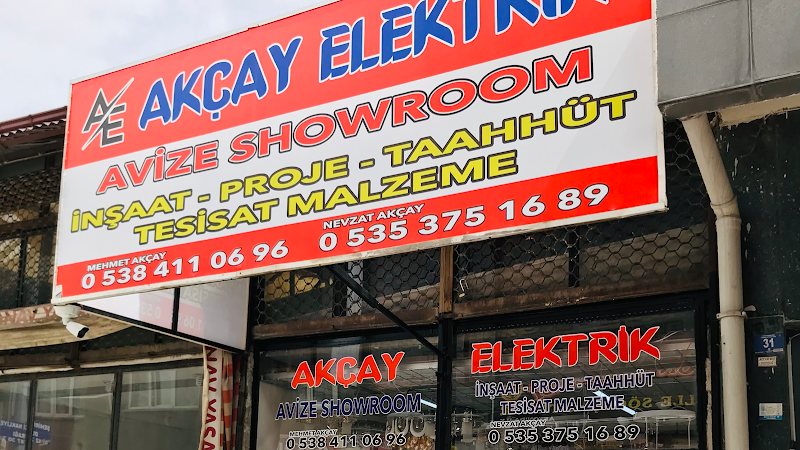 AE AKÇAY ELEKTRİK
AVİZE SHOWROOM
İNŞAAT - PROJE - TAAHHÜT
TESİSAT MALZEME
MEHMET AKÇAY
0 538 411 06 96
NEVZAT AKÇAY
0 535 375 16 89
AKÇAY
AVİZE SHOWROOM
MEHMET AKÇAY
0 538 411 06 96
ELEKTRİK
İNŞAAT - PROJE - TAAHHÜT
TESİSAT MALZEME
NEVZAT AKÇAY
0 535 375 16 89
31